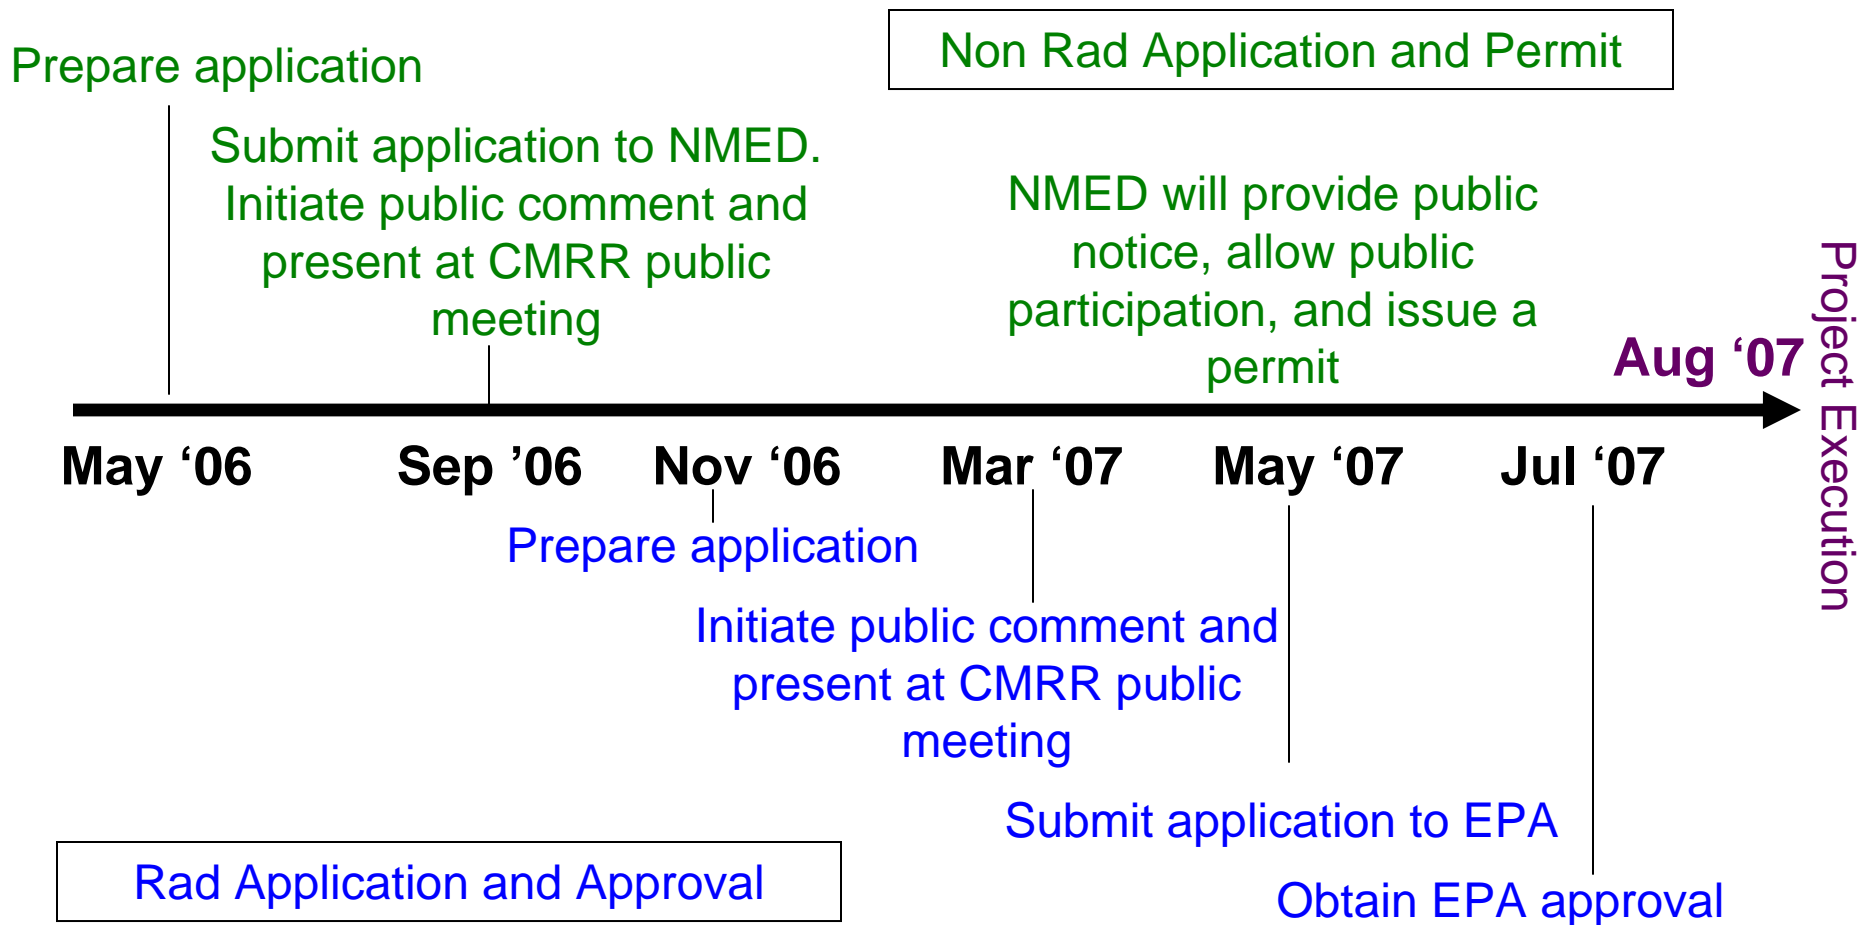 Non Rad Application and Permit
Prepare application
Submit application to NMED.
Initiate public comment and
present at CMRR public
meeting
NMED will provide public
notice, allow public
participation, and issue a
permit
Aug ‘07
Project Execution
May ‘06
Sep ’06
Nov ‘06
Mar ‘07
May ‘07
Jul ‘07
Prepare application
Initiate public comment and
present at CMRR public
meeting
Submit application to EPA
Obtain EPA approval
Rad Application and Approval